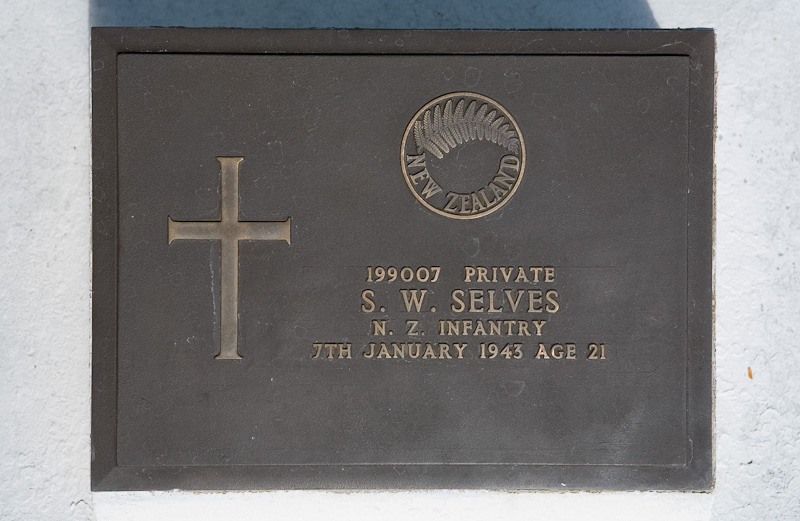 NEW ZEALAND
199007 PRIVATE
S. W. SELVES
N. Z. INFANTRY
7TH JANUARY 1943 AGE 21